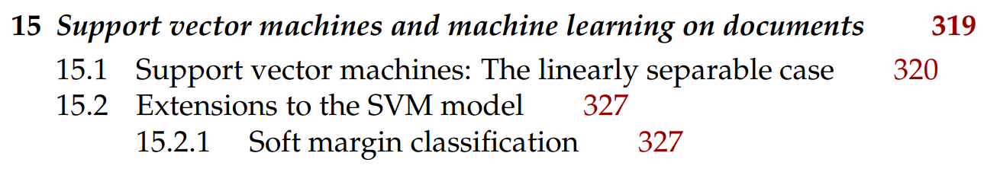 15 Support vector machines and machine learning on documents 319
15.1 Support vector machines: The linearly separable case 320
15.2 Extensions to the SVM model 327
15.2.1 Soft margin classification 327